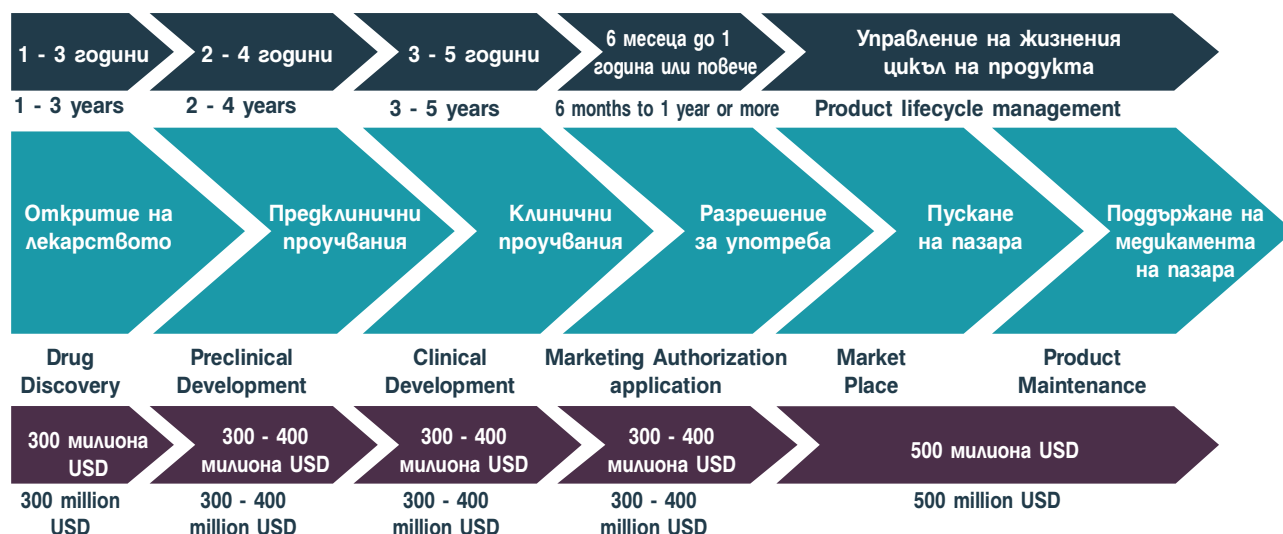 1 - 3 години
2 - 4 години
3 - 5 години
6 месеца до 1
година или повече
Управление на жизнения
цикъл на продукта
1 - 3 years
2 - 4 years
3 - 5 years
6 months to 1 year or more
Product lifecycle management
Откритие на
лекарството
Предклинични
проучвания
Клинични
проучвания
Разрешение
за употреба
Пускане
на пазара
Поддържане на
медикамента
на пазара
Drug
Discovery
Preclinical
Development
Clinical
Development
Marketing Authorization
application
Market
Place
Product
Maintenance
300 милиона
USD
300 - 400
милиона USD
300 - 400
милиона USD
300 - 400
милиона USD
500 милиона USD
300 million
USD
300 - 400
million USD
300 - 400
million USD
300 - 400
million USD
500 million USD